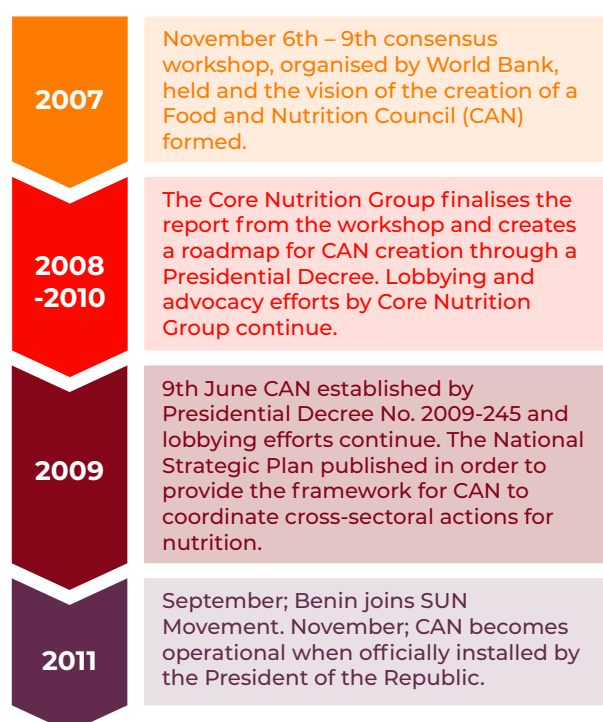 2007
November 6th – 9th consensus
workshop, organised by World Bank,
held and the vision of the creation of a
Food and Nutrition Council (CAN)
formed.
2008
-2010
The Core Nutrition Group finalises the
report from the workshop and creates
a roadmap for CAN creation through a
Presidential Decree. Lobbying and
advocacy efforts by Core Nutrition
Group continue.
2009
9th June CAN established by
Presidential Decree No. 2009-245 and
lobbying efforts continue. The National
Strategic Plan published in order to
provide the framework for CAN to
coordinate cross-sectoral actions for
nutrition.
2011
September; Benin joins SUN
Movement. November; CAN becomes
operational when officially installed by
the President of the Republic.